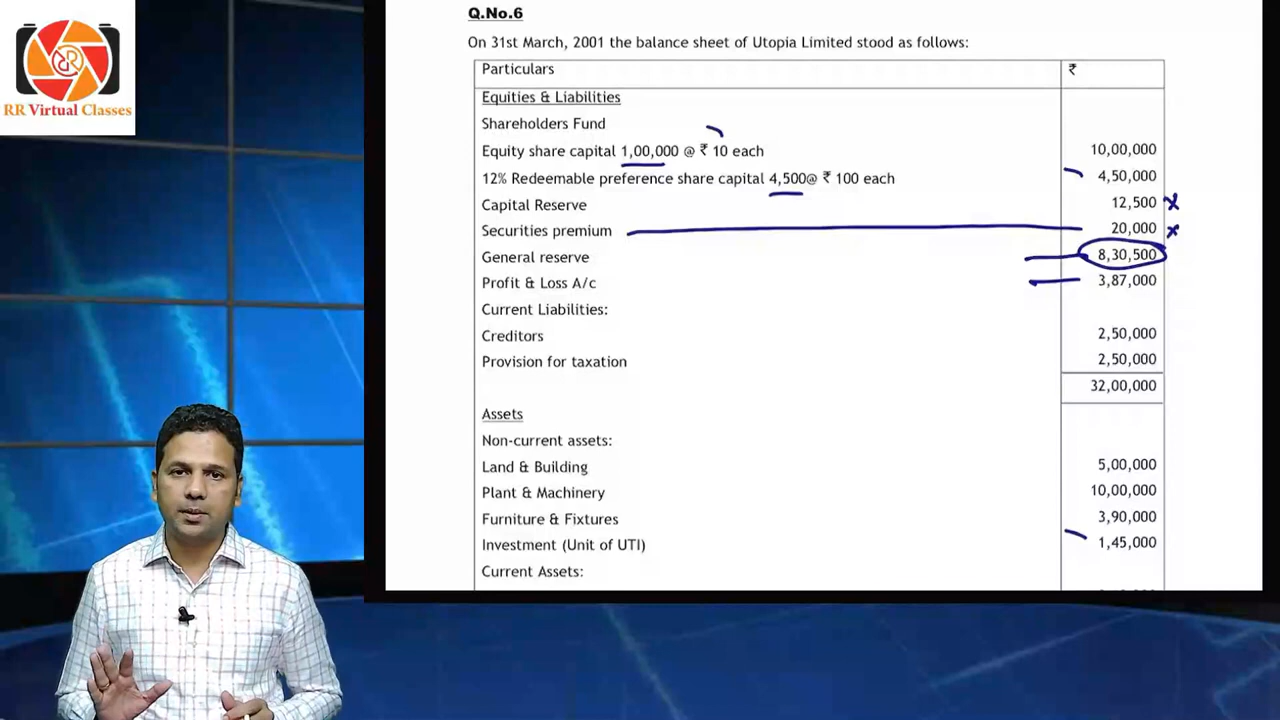 RR Virtual Classes
Q.No.6
On 31st March, 2001 the balance sheet of Utopia Limited stood as follows:
Particulars ₹
Equities & Liabilities
Shareholders Fund
Equity share capital 1,00,000 @ ₹ 10 each 10,00,000
12% Redeemable preference share capital 4,500@ ₹ 100 each 4,50,000
Capital Reserve 12,500
Securities premium 20,000
General reserve 8,30,500
Profit & Loss A/c 3,87,000
Current Liabilities:
Creditors 2,50,000
Provision for taxation 2,50,000
32,00,000
Assets
Non-current assets:
Land & Building 5,00,000
Plant & Machinery 10,00,000
Furniture & Fixtures 3,90,000
Investment (Unit of UTI) 1,45,000
Current Assets: